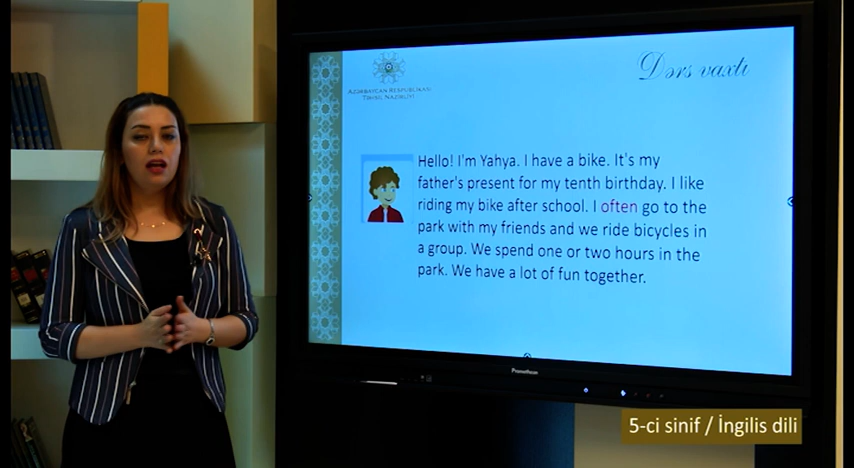 Dərs vaxtı
AZƏRBAYCAN RESPUBLİKASI
TƏHSİL NAZİRLİYİ
Hello! I'm Yahya. I have a bike. It's my
father's present for my tenth birthday. I like
riding my bike after school. I often go to the
park with my friends and we ride bicycles in
a group. We spend one or two hours in the
park. We have a lot of fun together.
Promethean
5-ci sinif / İngilis dili